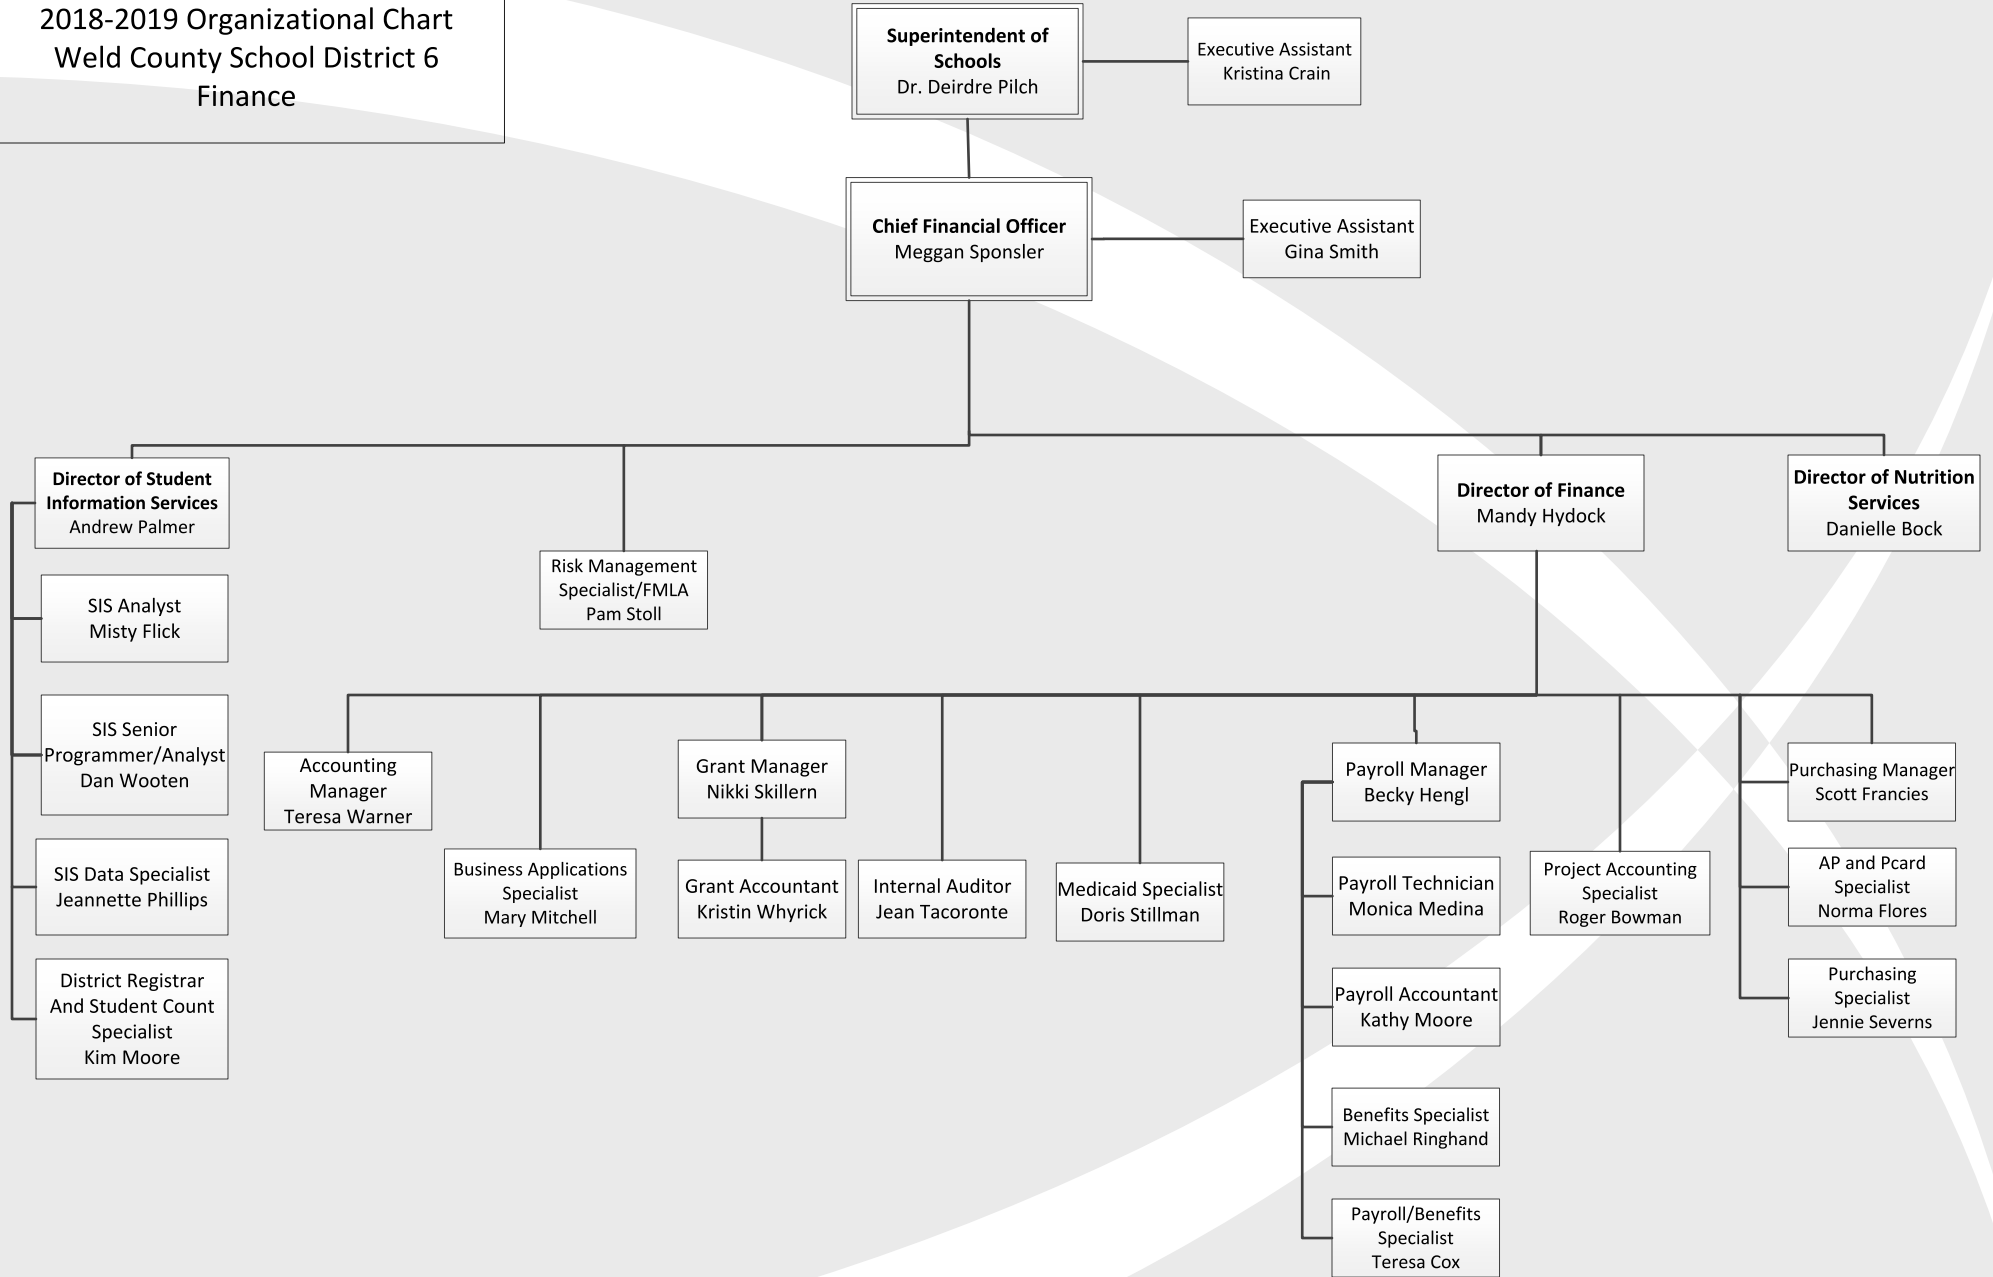 2018-2019 Organizational Chart
Weld County School District 6
Finance
Superintendent of
Schools
Dr. Deirdre Pilch
Executive Assistant
Kristina Crain
Chief Financial Officer
Meggan Sponsler
Executive Assistant
Gina Smith
Director of Student
Information Services
Andrew Palmer
Director of Finance
Mandy Hydock
Director of Nutrition
Services
Danielle Bock
Risk Management
Specialist/FMLA
Pam Stoll
SIS Analyst
Misty Flick
SIS Senior
Programmer/Analyst
Dan Wooten
SIS Data Specialist
Jeannette Phillips
District Registrar
And Student Count
Specialist
Kim Moore
Accounting
Manager
Teresa Warner
Business Applications
Specialist
Mary Mitchell
Grant Manager
Nikki Skillern
Grant Accountant
Kristin Whyrick
Internal Auditor
Jean Tacoronte
Medicaid Specialist
Doris Stillman
Payroll Manager
Becky Hengl
Payroll Technician
Monica Medina
Payroll Accountant
Kathy Moore
Benefits Specialist
Michael Ringhand
Payroll/Benefits
Specialist
Teresa Cox
Project Accounting
Specialist
Roger Bowman
Purchasing Manager
Scott Francies
AP and Pcard
Specialist
Norma Flores
Purchasing
Specialist
Jennie Severns